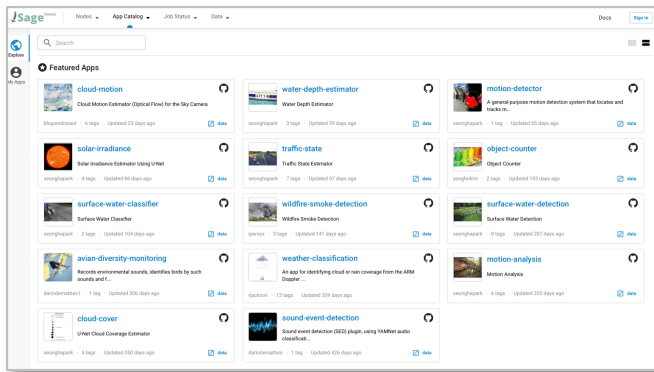 Sage (beta)
Nodes
App Catalog
Job Status
Data
Docs
Sign In
Explore
My Apps
Search
Featured Apps
cloud-motion
Cloud Motion Estimator (Optical Flow) for the Sky Camera
bhupendraraut · 6 tags · Updated 23 days ago
data
water-depth-estimator
Water Depth Estimator
seonghapark · 3 tags · Updated 59 days ago
data
motion-detector
A general-purpose motion detection system that locates and
tracks m...
seonghapark · 1 tag · Updated 85 days ago
data
solar-irradiance
Solar Irradiance Estimator Using U-Net
seonghapark · 4 tags · Updated 96 days ago
data
traffic-state
Traffic State Estimator
seonghapark · 7 tags · Updated 97 days ago
data
object-counter
Object Counter
yonghokim · 2 tags · Updated 103 days ago
data
surface-water-classifier
Surface Water Classifier
seonghapark · 2 tags · Updated 104 days ago
data
wildfire-smoke-detection
Wildfire Smoke Detection
iperezx · 3 tags · Updated 141 days ago
data
surface-water-detection
Surface Water Detection
seonghapark · 8 tags · Updated 287 days ago
data
avian-diversity-monitoring
Records environmental sounds, identifies birds by such
sounds and f...
dariodematties1 · 1 tag · Updated 306 days ago
data
weather-classification
An app for identifying cloud or rain coverage from the ARM
Doppler ...
rjackson · 13 tags · Updated 309 days ago
motion-analysis
Motion Analysis
seonghapark · 6 tags · Updated 350 days ago
data
cloud-cover
U-Net Cloud Coverage Estimator
seonghapark · 5 tags · Updated 350 days ago
data
sound-event-detection
Sound event detection (SED) plugin, using YAMNet audio
classificati...
dariodematties · 1 tag · Updated 426 days ago
data